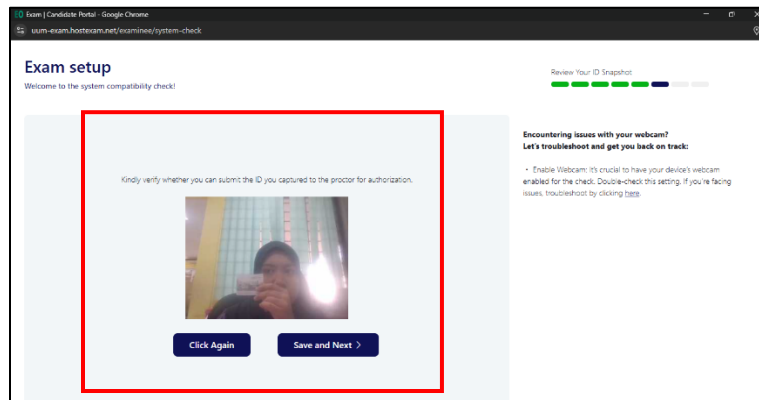 Exam | Candidate Portal - Google Chrome
uum-exam.hostexam.net/examinee/system-check
Exam setup
Welcome to the system compatibility check!
Review Your ID Snapshot
Kindly verify whether you can submit the ID you captured to the proctor for authorization.
Click Again
Save and Next >
Encountering issues with your webcam?
Let's troubleshoot and get you back on track:
• Enable Webcam: it's crucial to have your device's webcam
enabled for the check. Double-check this setting. If you're facing
issues, troubleshoot by clicking here.